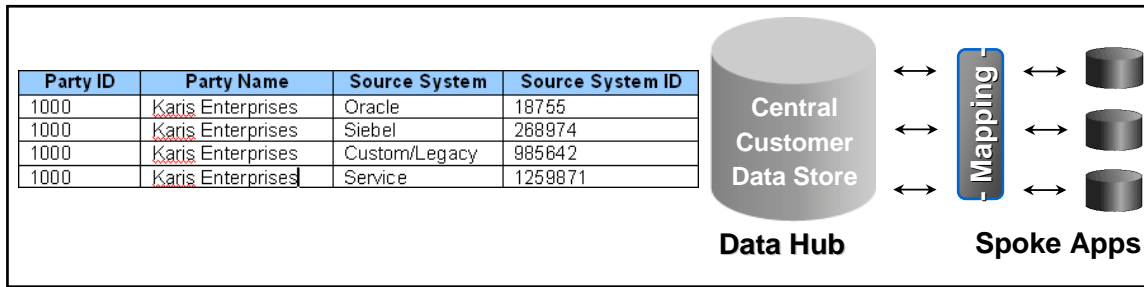 Party ID Party Name Source System Source System ID
1000 Karis Enterprises Oracle 18755
1000 Karis Enterprises Siebel 268974
1000 Karis Enterprises Custom/Legacy 985642
1000 Karis Enterprises Service 1259871
Central
Customer
Data Store
Mapping
Data Hub
Spoke Apps